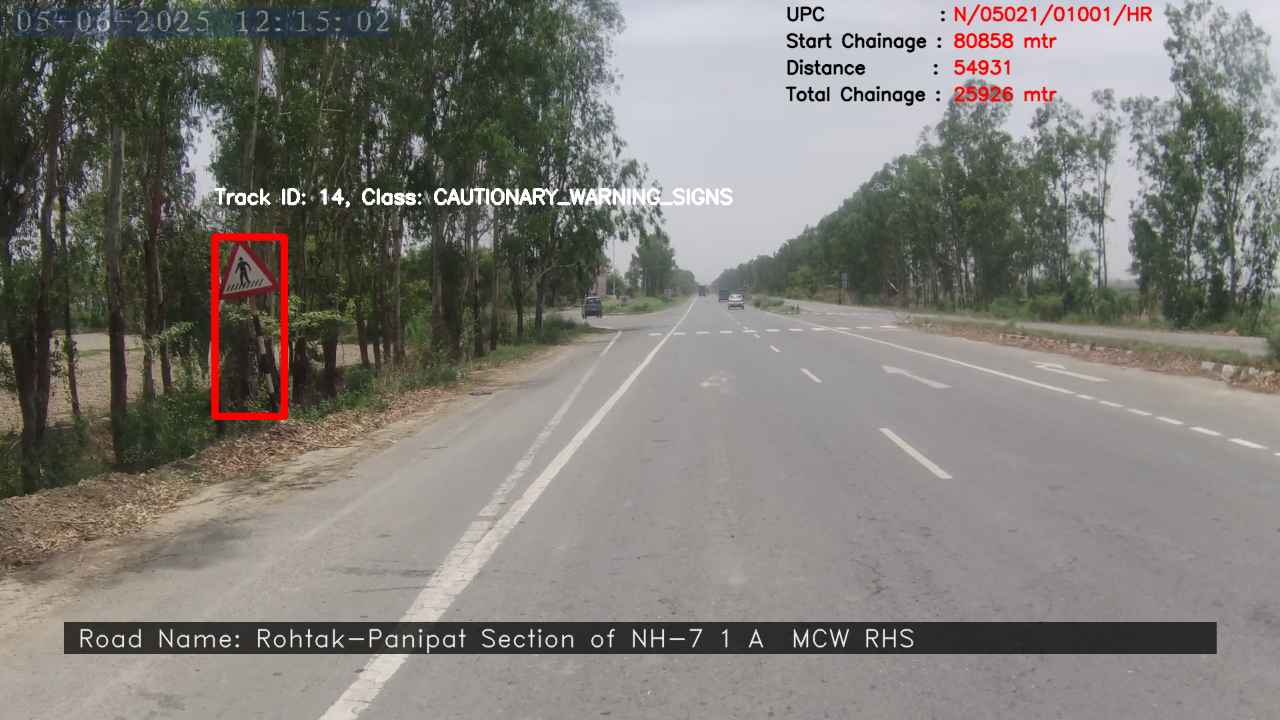 05-06-2025 12:15:02
UPC : N/05021/01001/HR
Start Chainage : 80858 mtr
Distance : 54931
Total Chainage : 25926 mtr
Track ID: 14, Class: CAUTIONARY_WARNING_SIGNS
Road Name: Rohtak-Panipat Section of NH-7 1 A MCW RHS